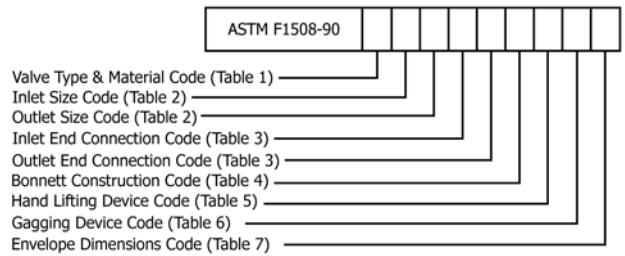 ASTM F1508-90
Valve Type & Material Code (Table 1)
Inlet Size Code (Table 2)
Outlet Size Code (Table 2)
Inlet End Connection Code (Table 3)
Outlet End Connection Code (Table 3)
Bonnett Construction Code (Table 4)
Hand Lifting Device Code (Table 5)
Gagging Device Code (Table 6)
Envelope Dimensions Code (Table 7)